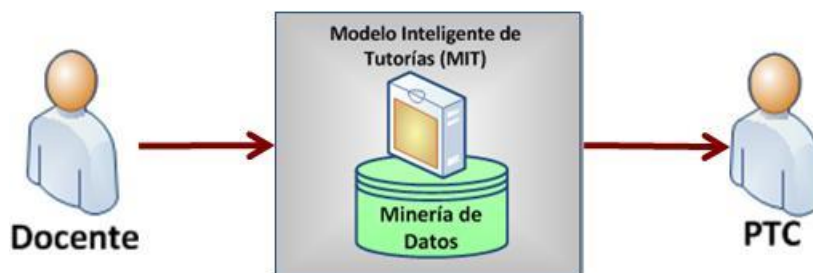 Modelo Inteligente de
Tutorías (MIT)
Minería de
Datos
Docente
PTC